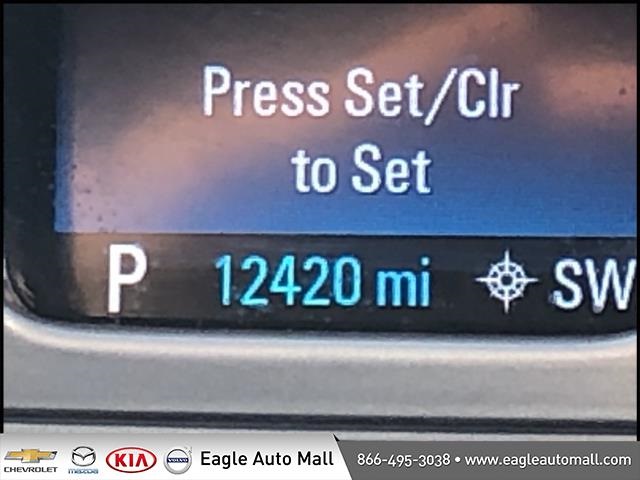 Press Set/Clr
to Set
P 12420 mi SW
CHEVROLET mazda KIA VOLVO Eagle Auto Mall 866-495-3038 • www.eagleautomall.com